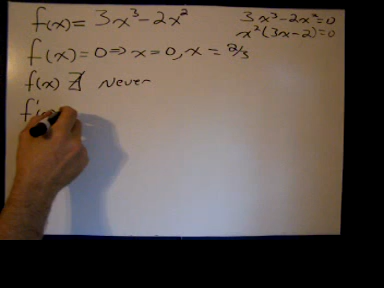 f(x) = 3x³-2x²
3x³-2x²=0
x²(3x-2)=0
f(x) = 0 ⇒ x = 0, x = 2/3
f(x) ∄ Never
f'(x